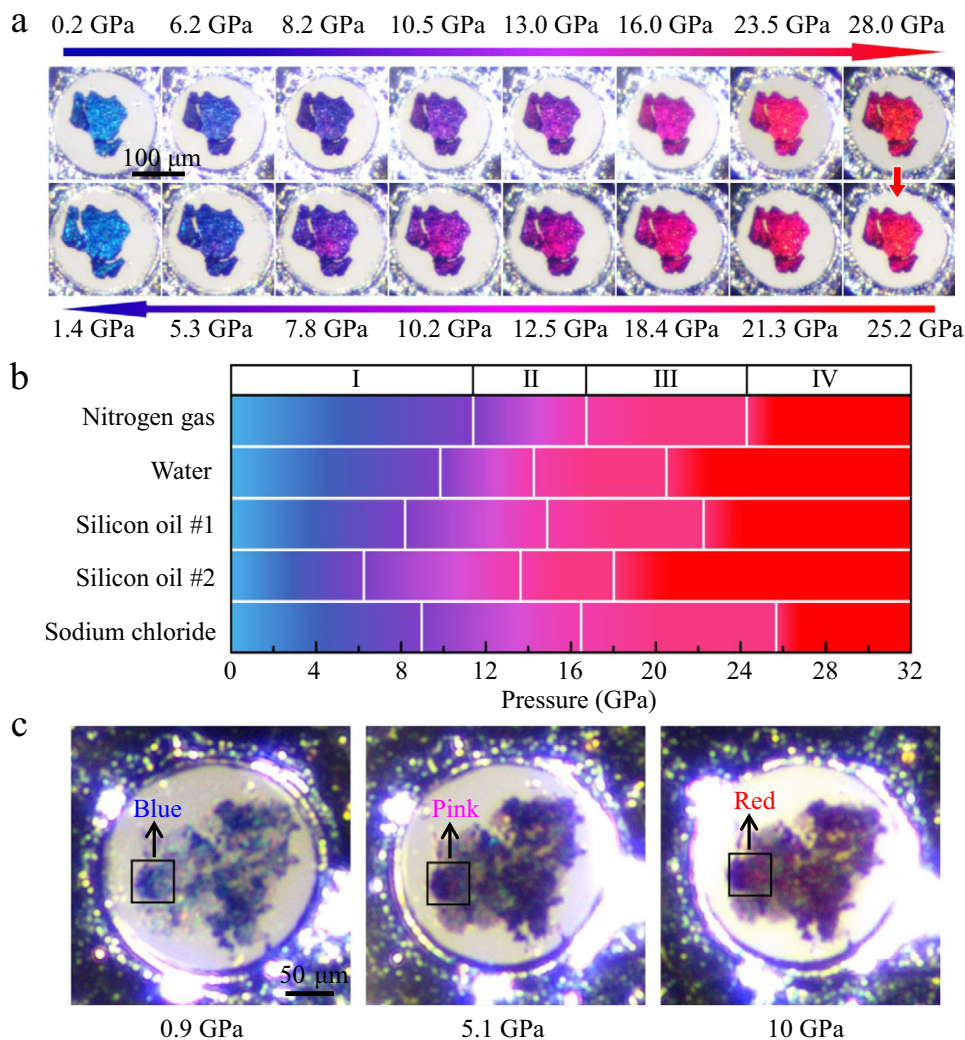 a
0.2 GPa 6.2 GPa 8.2 GPa 10.5 GPa 13.0 GPa 16.0 GPa 23.5 GPa 28.0 GPa
100 μm
1.4 GPa 5.3 GPa 7.8 GPa 10.2 GPa 12.5 GPa 18.4 GPa 21.3 GPa 25.2 GPa
b
I II III IV
Nitrogen gas
Water
Silicon oil #1
Silicon oil #2
Sodium chloride
0 4 8 12 16 20 24 28 32
Pressure (GPa)
c
Blue Pink Red
50 μm
0.9 GPa 5.1 GPa 10 GPa